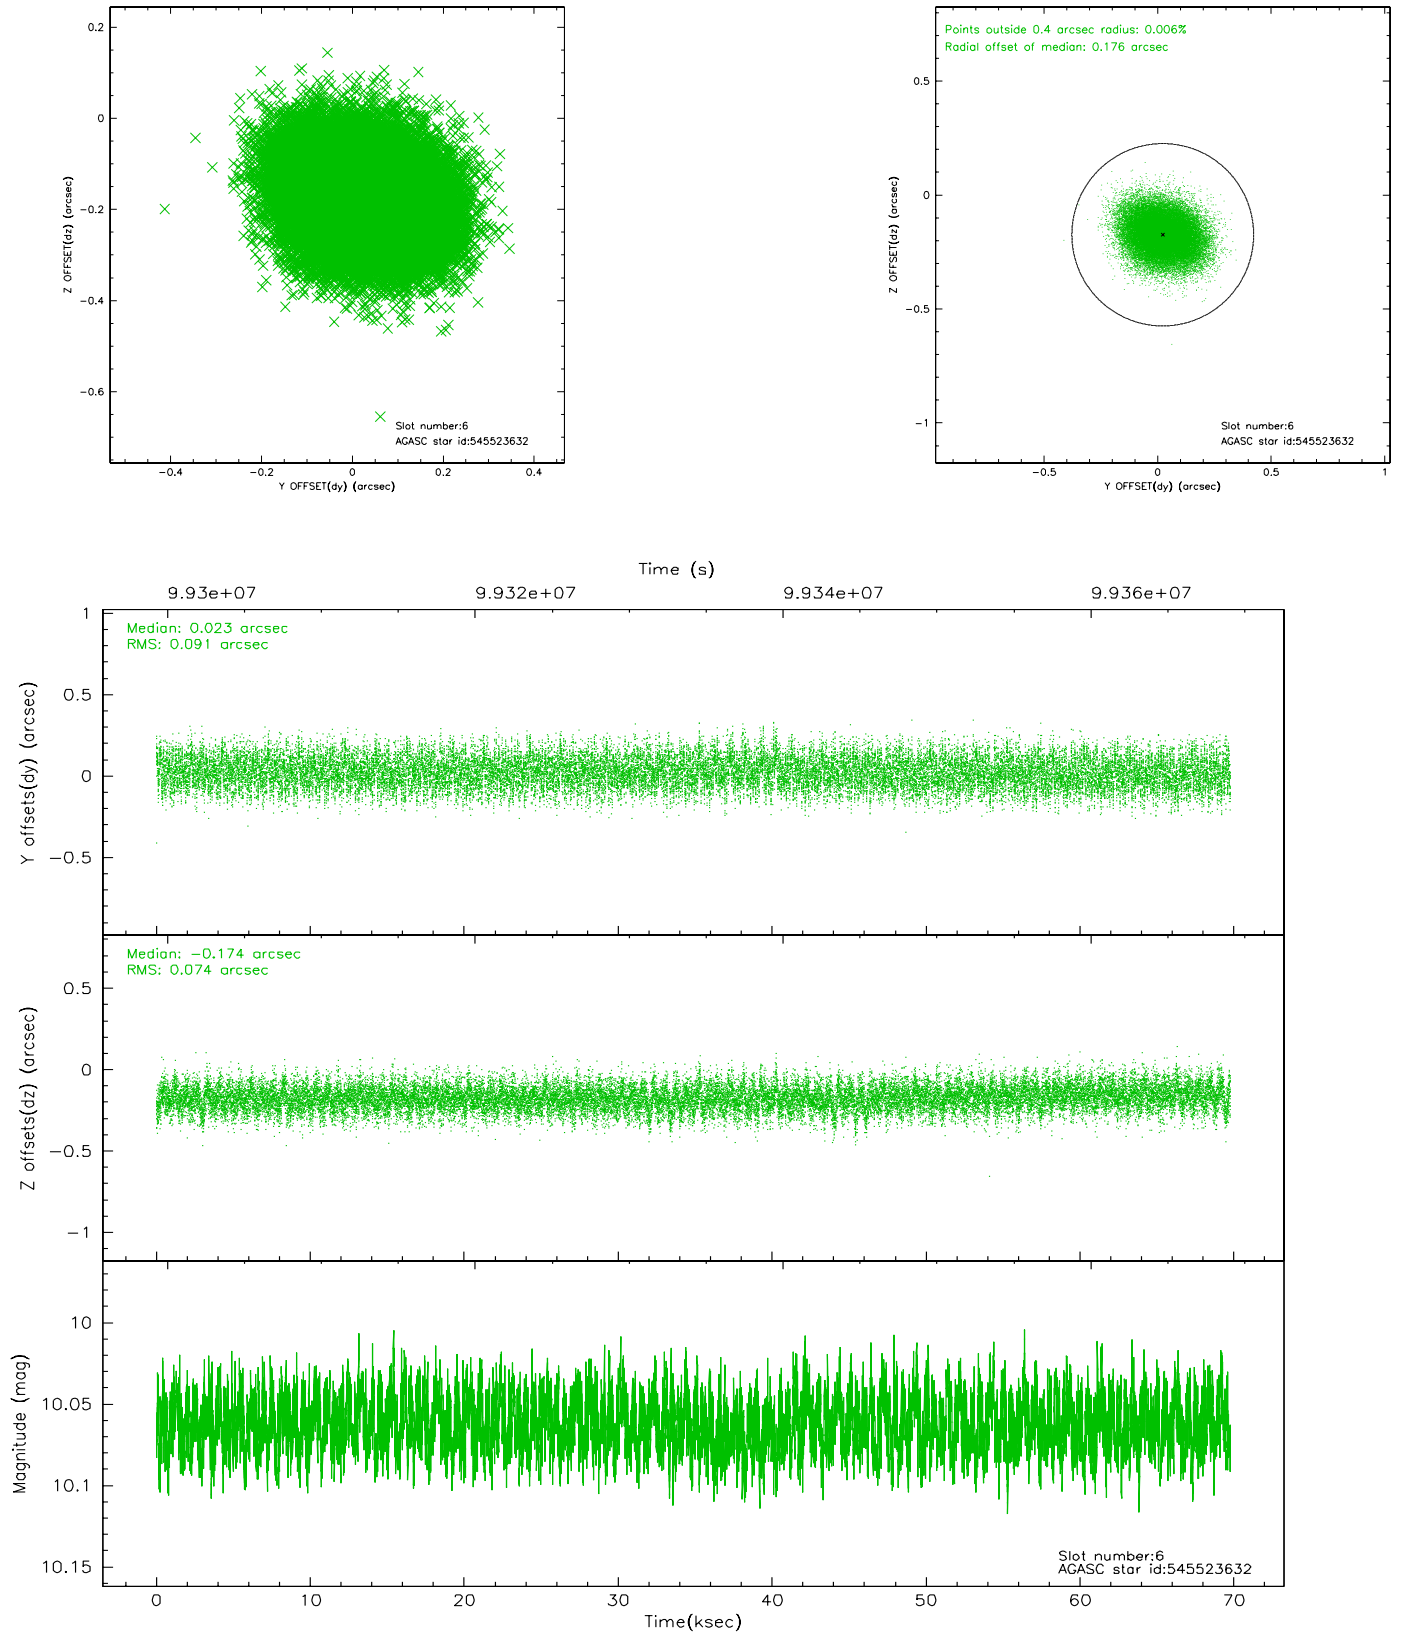 0.2
0
−0.2
−0.4
−0.6
Z OFFSET(dz) (arcsec)
−0.4 −0.2 0 0.2 0.4
Y OFFSET(dy) (arcsec)
Slot number:6
AGASC star id:545523632
Points outside 0.4 arcsec radius: 0.006%
Radial offset of median: 0.176 arcsec
0.5
0
−0.5
−1
Z OFFSET(dz) (arcsec)
−0.5 0 0.5 1
Y OFFSET(dy) (arcsec)
Slot number:6
AGASC star id:545523632
Time (s)
9.93e+07 9.932e+07 9.934e+07 9.936e+07
Median: 0.023 arcsec
RMS: 0.091 arcsec
1
0.5
0
−0.5
Y offsets(dy) (arcsec)
Median: −0.174 arcsec
RMS: 0.074 arcsec
0.5
0
−0.5
−1
Z offsets(dz) (arcsec)
10
10.05
10.1
10.15
Magnitude (mag)
Slot number:6
AGASC star id:545523632
0 10 20 30 40 50 60 70
Time(ksec)